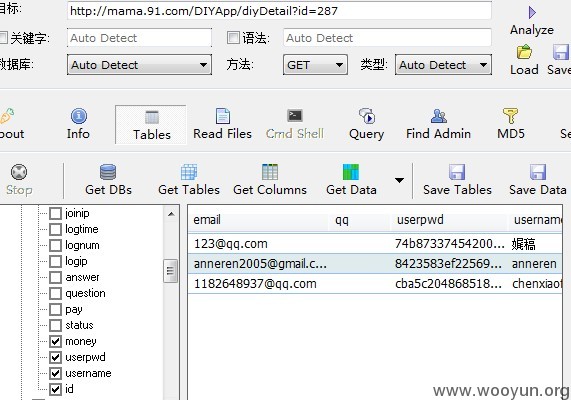 目标: http://mama.91.com/DIYApp/diyDetail?id=287
关键字: Auto Detect 语法: Auto Detect Analyze
数据库: Auto Detect 方法: GET 类型: Auto Detect Load Save
bout Info Tables Read Files Cmd Shell Query Find Admin MD5 Se
Stop Get DBs Get Tables Get Columns Get Data Save Tables Save Data
joinip
logtime
lognum
logip
answer
question
pay
status
money
userpwd
username
id
email qq userpwd username
123@qq.com 74b87337454200... 娓稿
anneren2005@gmail.c... 8423583ef22569... anneren
1182648937@qq.com cba5c204868518... chenxiaof
www.wooyun.org